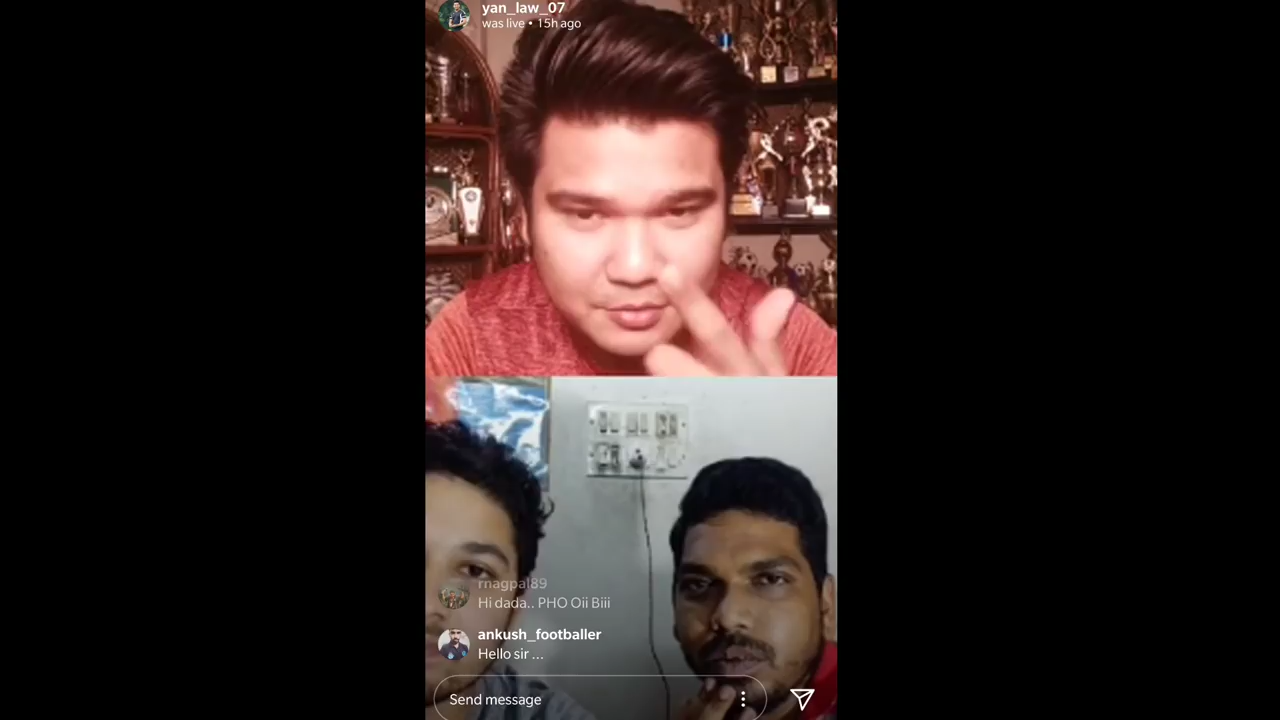 yan_law_07
was live • 15h ago
rnagpal89
Hi dada.. PHO Oii Biii
ankush_footballer
Hello sir ...
Send message